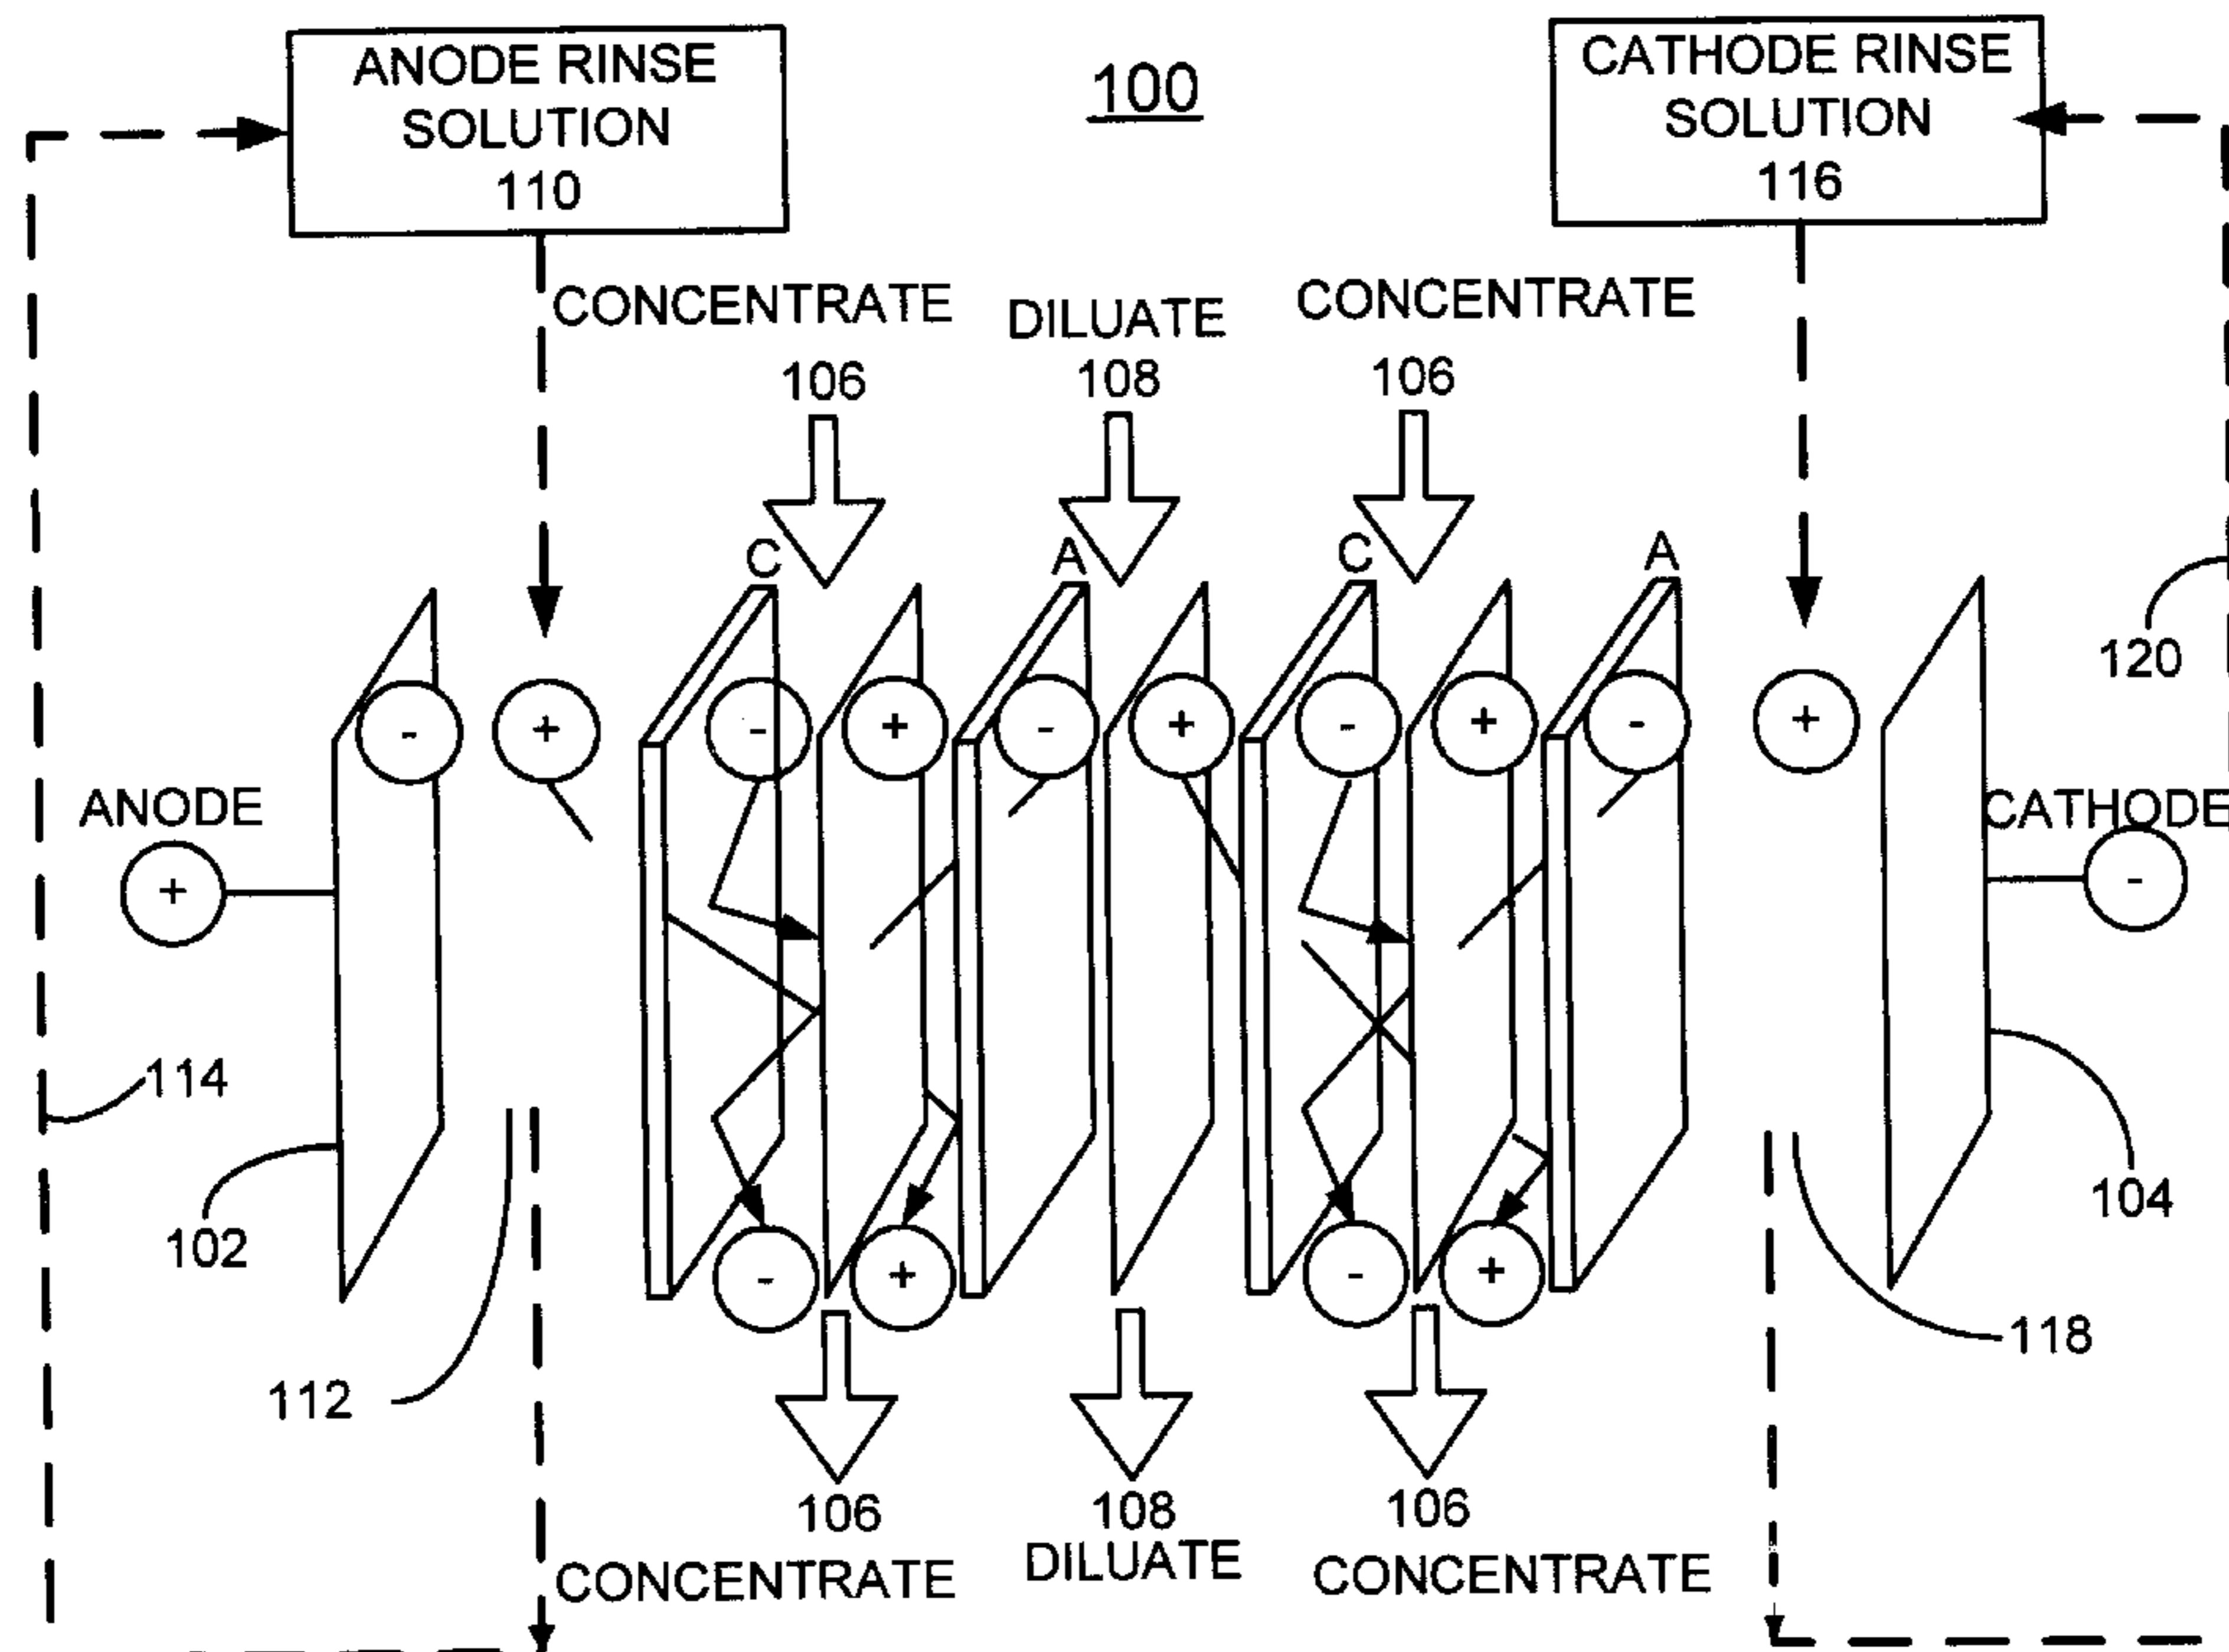 ANODE RINSE
SOLUTION
110
100
CATHODE RINSE
SOLUTION
116
CONCENTRATE
106
DILUATE
108
CONCENTRATE
106
C
A
C
A
120
-
+
-
+
-
+
-
+
-
+
ANODE
+
CATHODE
-
114
102
104
112
118
-
+
-
+
106
CONCENTRATE
108
DILUATE
106
CONCENTRATE